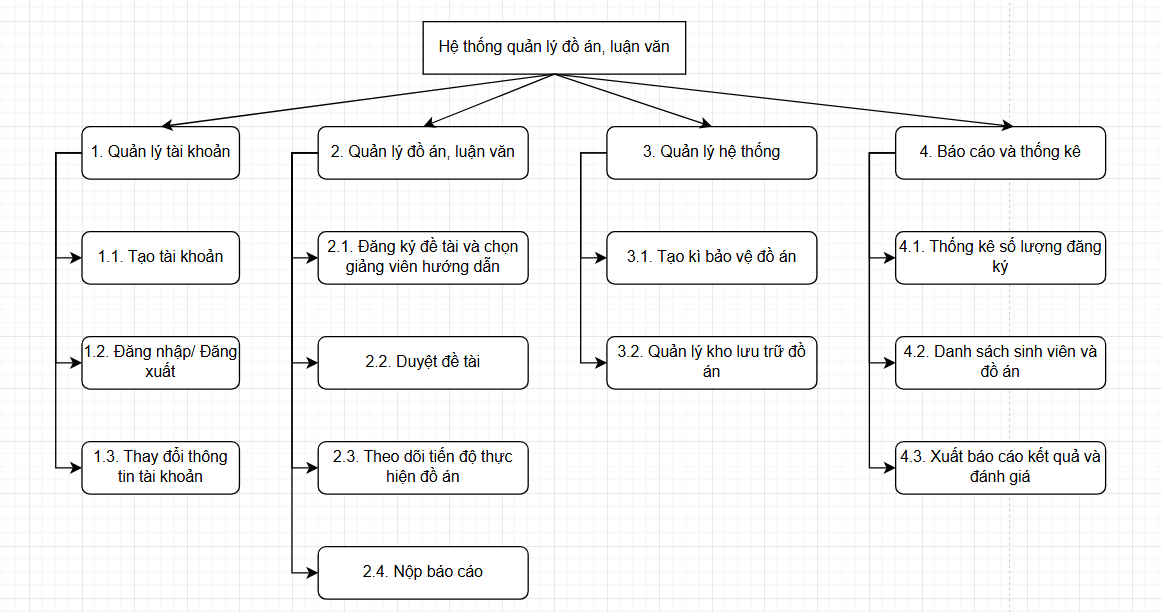 Hệ thống quản lý đồ án, luận văn
1. Quản lý tài khoản
2. Quản lý đồ án, luận văn
3. Quản lý hệ thống
4. Báo cáo và thống kê
1.1. Tạo tài khoản
2.1. Đăng ký đề tài và chọn
giảng viên hướng dẫn
3.1. Tạo kì bảo vệ đồ án
4.1. Thống kê số lượng đăng
ký
1.2. Đăng nhập/ Đăng
xuất
2.2. Duyệt đề tài
3.2. Quản lý kho lưu trữ đồ
án
4.2. Danh sách sinh viên và
đồ án
1.3. Thay đổi thông
tin tài khoản
2.3. Theo dõi tiến độ thực
hiện đồ án
4.3. Xuất báo cáo kết quả và
đánh giá
2.4. Nộp báo cáo